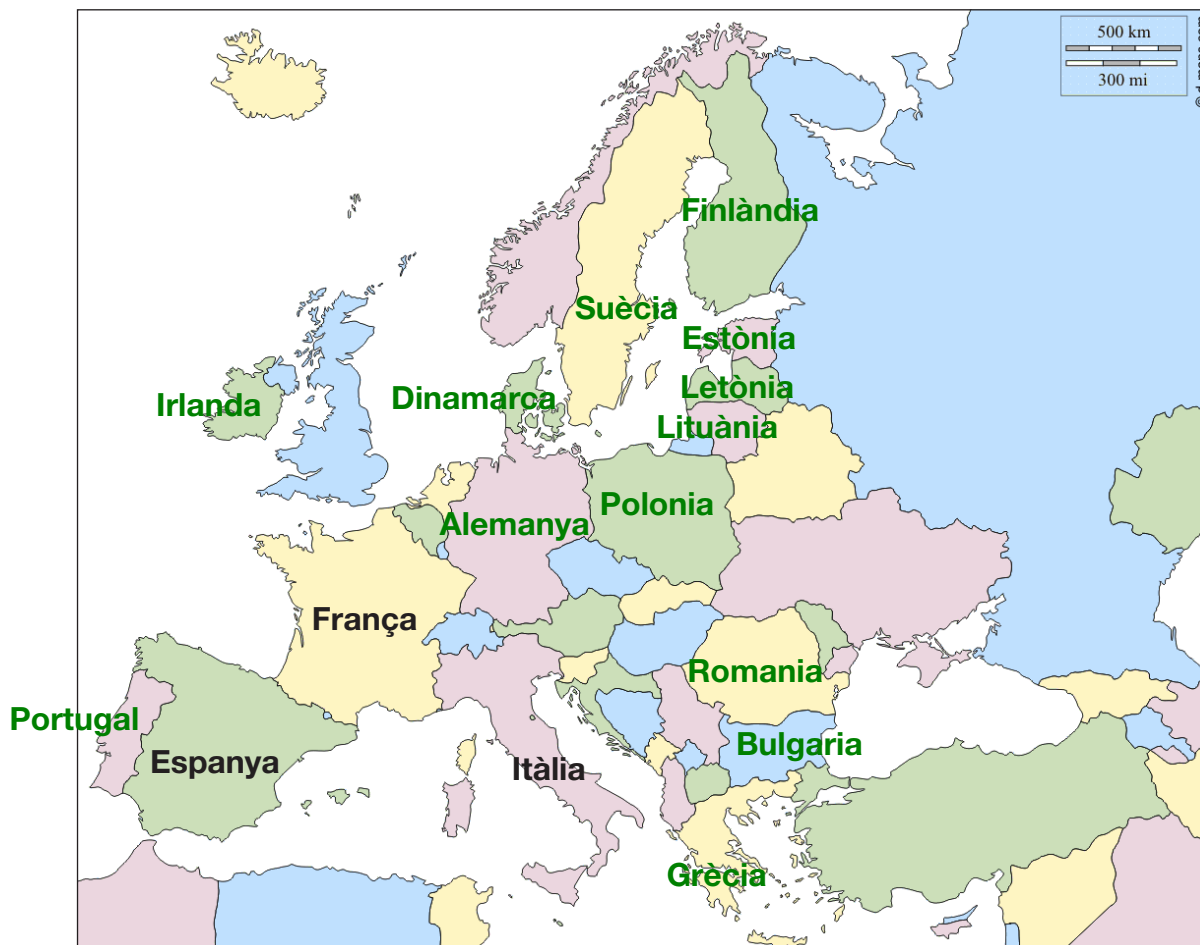 500 km
300 mi
Finlàndia
Suècia
Estònia
Letònia
Irlanda
Dinamarca
Lituània
Polonia
Alemanya
França
Romania
Portugal
Bulgaria
Espanya
Itàlia
Grècia